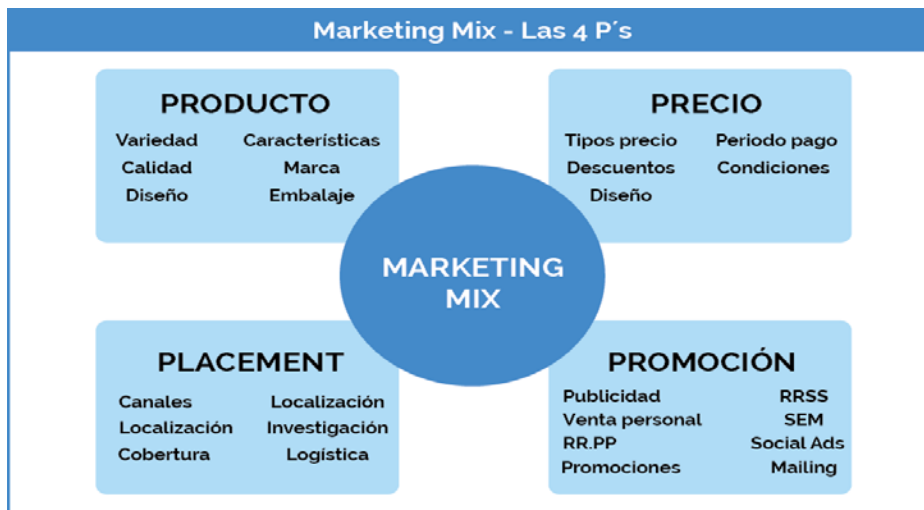 Marketing Mix - Las 4 P´s
PRODUCTO
Variedad Características
Calidad Marca
Diseño Embalaje
PRECIO
Tipos precio Periodo pago
Descuentos Condiciones
Diseño
MARKETING
MIX
PLACEMENT
Canales Localización
Localización Investigación
Cobertura Logística
PROMOCIÓN
Publicidad RRSS
Venta personal SEM
RR.PP Social Ads
Promociones Mailing